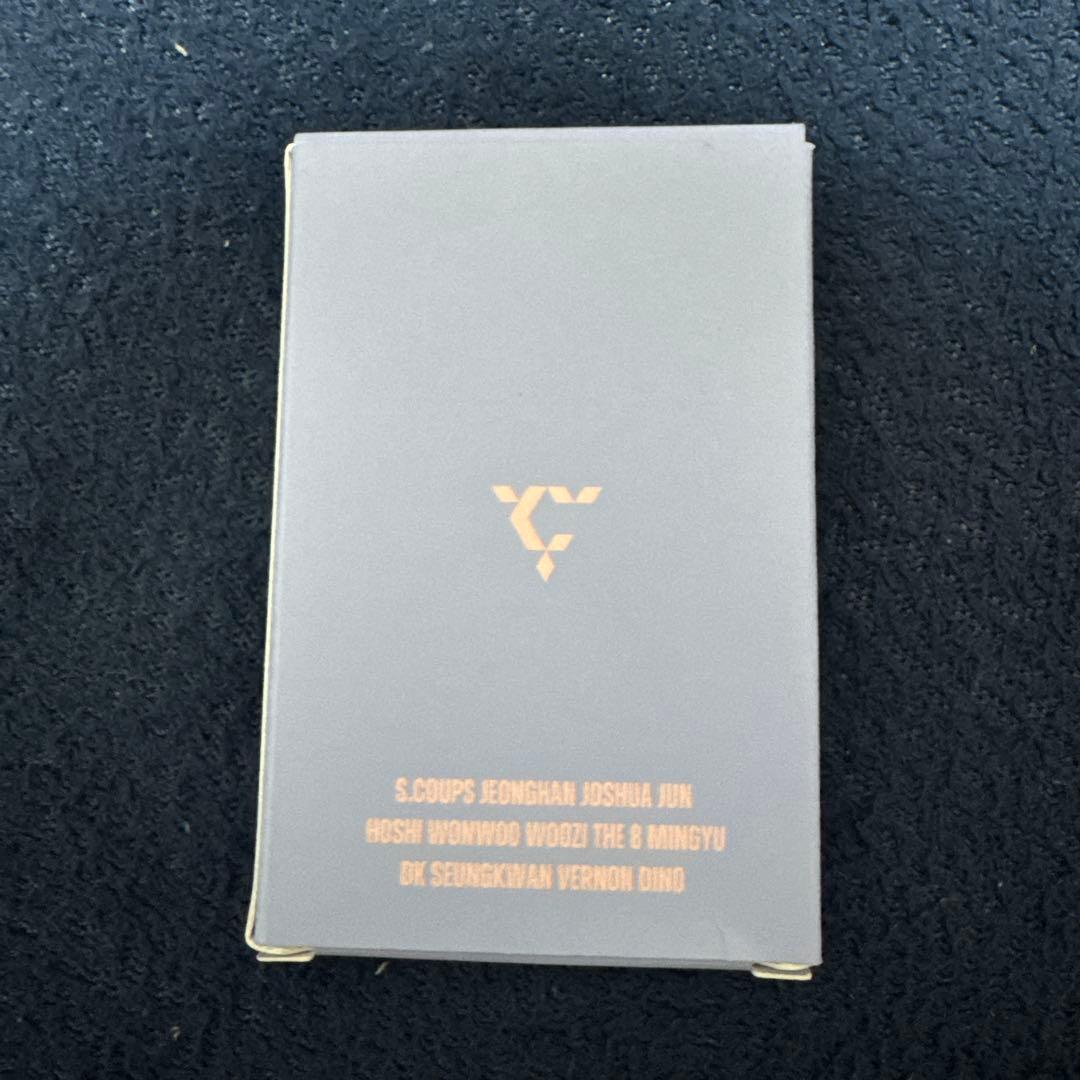 S.COUPS JEONGHAN JOSHUA JUN
HOSHI WONWOO WOOZI THE 8 MINGYU
DK SEUNGKWAN VERNON DINO